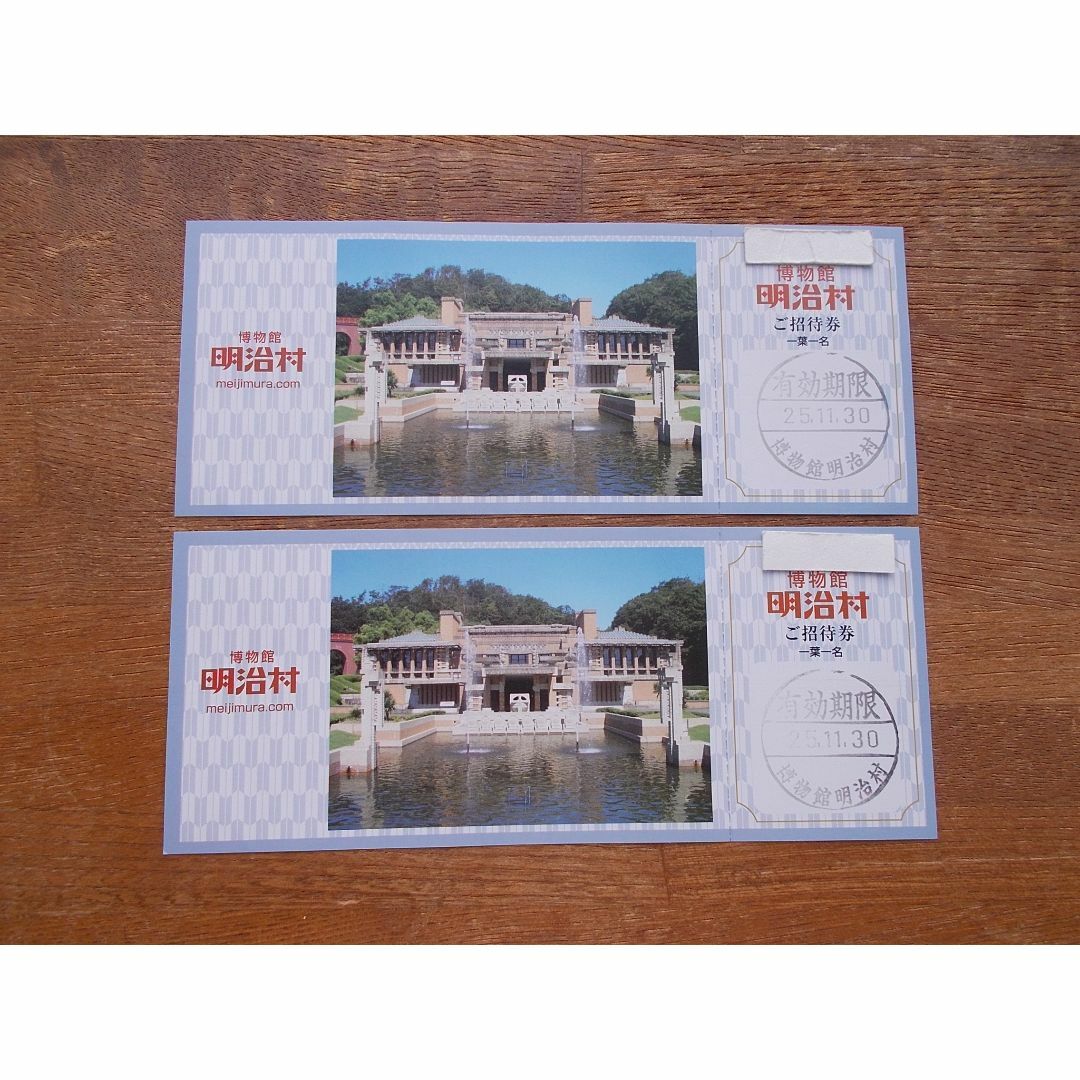 博物館
明治村
meijimura.com
博物館
明治村
ご招待券
一葉一名
有効期限
25.11.30
博物館明治村
博物館
明治村
meijimura.com
博物館
明治村
ご招待券
一葉一名
有効期限
25.11.30
博物館明治村